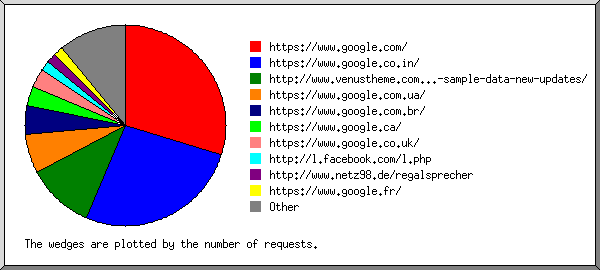 https://www.google.com/
https://www.google.co.in/
http://www.venustheme.com...-sample-data-new-updates/
https://www.google.com.ua/
https://www.google.com.br/
https://www.google.ca/
https://www.google.co.uk/
http://l.facebook.com/l.php
http://www.netz98.de/regalsprecher
https://www.google.fr/
Other
The wedges are plotted by the number of requests.